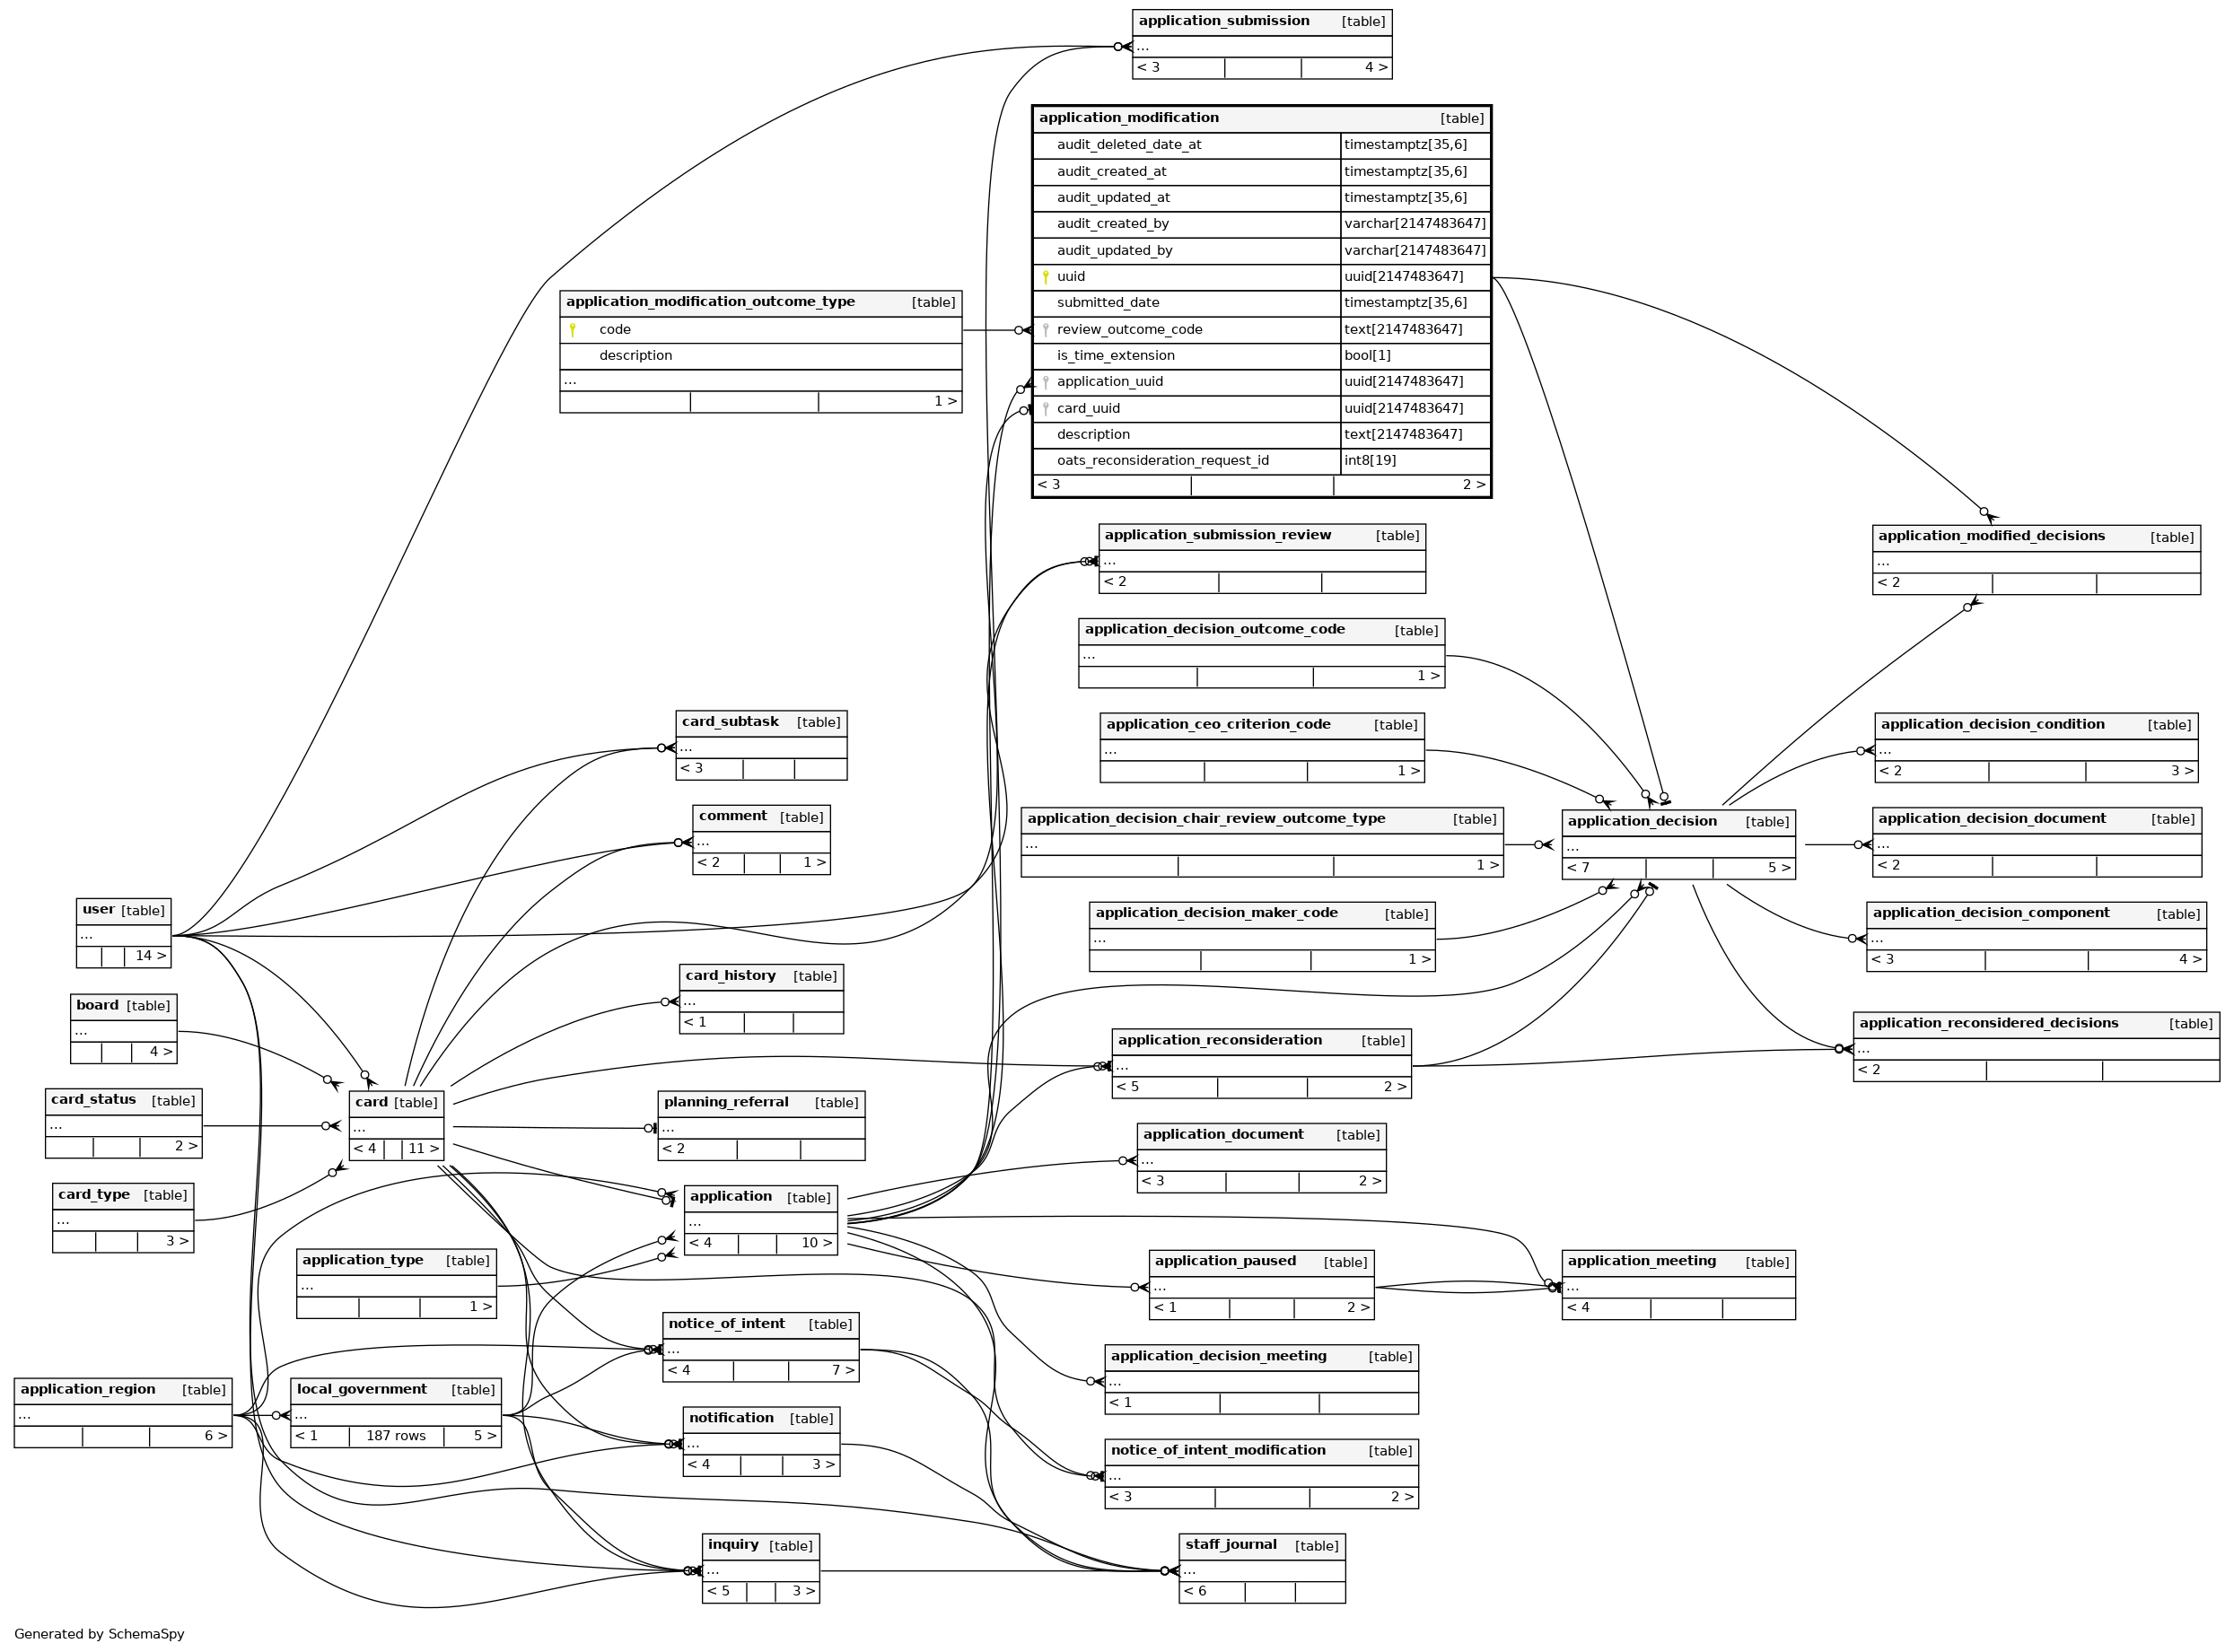 application_submission [table]
...
< 3 4 >
application_modification [table]
audit_deleted_date_at timestamptz[35,6]
audit_created_at timestamptz[35,6]
audit_updated_at timestamptz[35,6]
audit_created_by varchar[2147483647]
audit_updated_by varchar[2147483647]
uuid uuid[2147483647]
submitted_date timestamptz[35,6]
review_outcome_code text[2147483647]
is_time_extension bool[1]
application_uuid uuid[2147483647]
card_uuid uuid[2147483647]
description text[2147483647]
oats_reconsideration_request_id int8[19]
< 3 2 >
application_modification_outcome_type [table]
code
description
...
1 >
application_submission_review [table]
...
< 2
application_modified_decisions [table]
...
< 2
application_decision_outcome_code [table]
...
1 >
card_subtask [table]
...
< 3
application_ceo_criterion_code [table]
...
1 >
application_decision_condition [table]
...
< 2 3 >
comment [table]
...
< 2 1 >
application_decision_chair_review_outcome_type [table]
...
1 >
application_decision [table]
...
< 7 5 >
application_decision_document [table]
...
< 2
user [table]
...
14 >
application_decision_maker_code [table]
...
1 >
application_decision_component [table]
...
< 3 4 >
card_history [table]
...
< 1
board [table]
...
4 >
application_reconsideration [table]
...
< 5 2 >
application_reconsidered_decisions [table]
...
< 2
card_status [table]
...
2 >
card [table]
...
< 4 11 >
planning_referral [table]
...
< 2
application_document [table]
...
< 3 2 >
card_type [table]
...
3 >
application [table]
...
< 4 10 >
application_type [table]
...
1 >
application_paused [table]
...
< 1 2 >
application_meeting [table]
...
< 4
notice_of_intent [table]
...
< 4 7 >
application_decision_meeting [table]
...
< 1
application_region [table]
...
6 >
local_government [table]
...
< 1 187 rows 5 >
notification [table]
...
< 4 3 >
notice_of_intent_modification [table]
...
< 3 2 >
inquiry [table]
...
< 5 3 >
staff_journal [table]
...
< 6
Generated by SchemaSpy